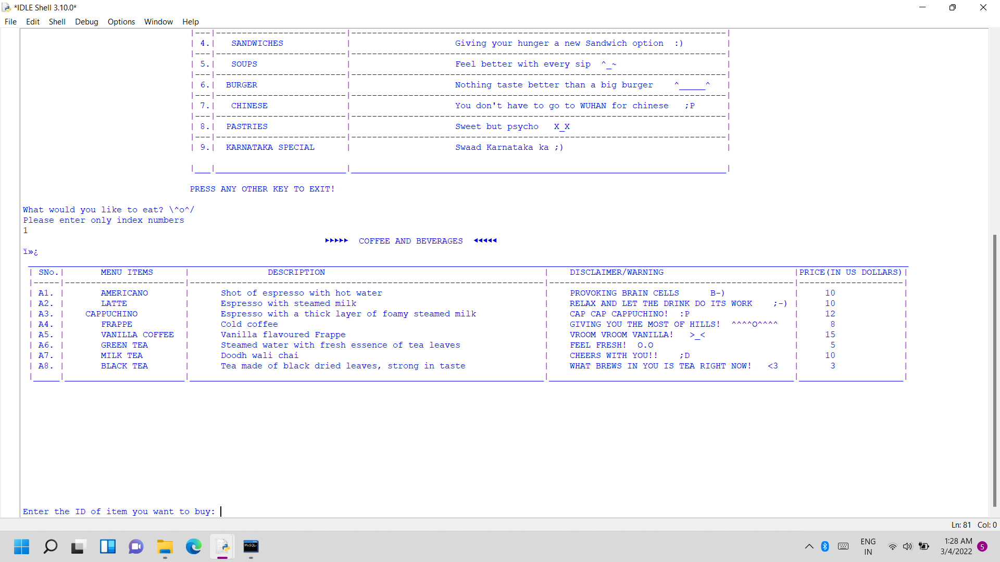 *IDLE Shell 3.10.0*
File Edit Shell Debug Options Window Help
|---|-------------------------|------------------------------------------------------------------------|
| 4.| SANDWICHES | Giving your hunger a new Sandwich option :) |
|---|-------------------------|------------------------------------------------------------------------|
| 5.| SOUPS | Feel better with every sip ^_~ |
|---|-------------------------|------------------------------------------------------------------------|
| 6.| BURGER | Nothing taste better than a big burger ^_____^ |
|---|-------------------------|------------------------------------------------------------------------|
| 7.| CHINESE | You don't have to go to WUHAN for chinese ;P |
|---|-------------------------|------------------------------------------------------------------------|
| 8.| PASTRIES | Sweet but psycho X_X |
|---|-------------------------|------------------------------------------------------------------------|
| 9.| KARNATAKA SPECIAL | Swaad Karnataka ka ;) |
|___|_________________________|________________________________________________________________________|
PRESS ANY OTHER KEY TO EXIT!
What would you like to eat? \^o^/
Please enter only index numbers
1
►►►►► COFFEE AND BEVERAGES ◄◄◄◄◄
ï»¿
| SNo.| MENU ITEMS | DESCRIPTION | DISCLAIMER/WARNING |PRICE(IN US DOLLARS)|
|-----|-----------------------|--------------------------------------------------------------------|-----------------------------------------------|--------------------|
| A1. | AMERICANO | Shot of espresso with hot water | PROVOKING BRAIN CELLS B-) | 10 |
| A2. | LATTE | Espresso with steamed milk | RELAX AND LET THE DRINK DO ITS WORK ;-) | 10 |
| A3. | CAPPUCHINO | Espresso with a thick layer of foamy steamed milk | CAP CAP CAPPUCHINO! :P | 12 |
| A4. | FRAPPE | Cold coffee | GIVING YOU THE MOST OF HILLS! ^^^^O^^^^ | 8 |
| A5. | VANILLA COFFEE | Vanilla flavoured Frappe | VROOM VROOM VANILLA! >_< | 15 |
| A6. | GREEN TEA | Steamed water with fresh essence of tea leaves | FEEL FRESH! O.O | 5 |
| A7. | MILK TEA | Doodh wali chai | CHEERS WITH YOU!! ;D | 10 |
| A8. | BLACK TEA | Tea made of black dried leaves, strong in taste | WHAT BREWS IN YOU IS TEA RIGHT NOW! <3 | 3 |
|_____|_______________________|____________________________________________________________________|_______________________________________________|____________________|
Enter the ID of item you want to buy:
Ln: 81 Col: 0
MySQL
ENG
IN
1:28 AM
3/4/2022
5